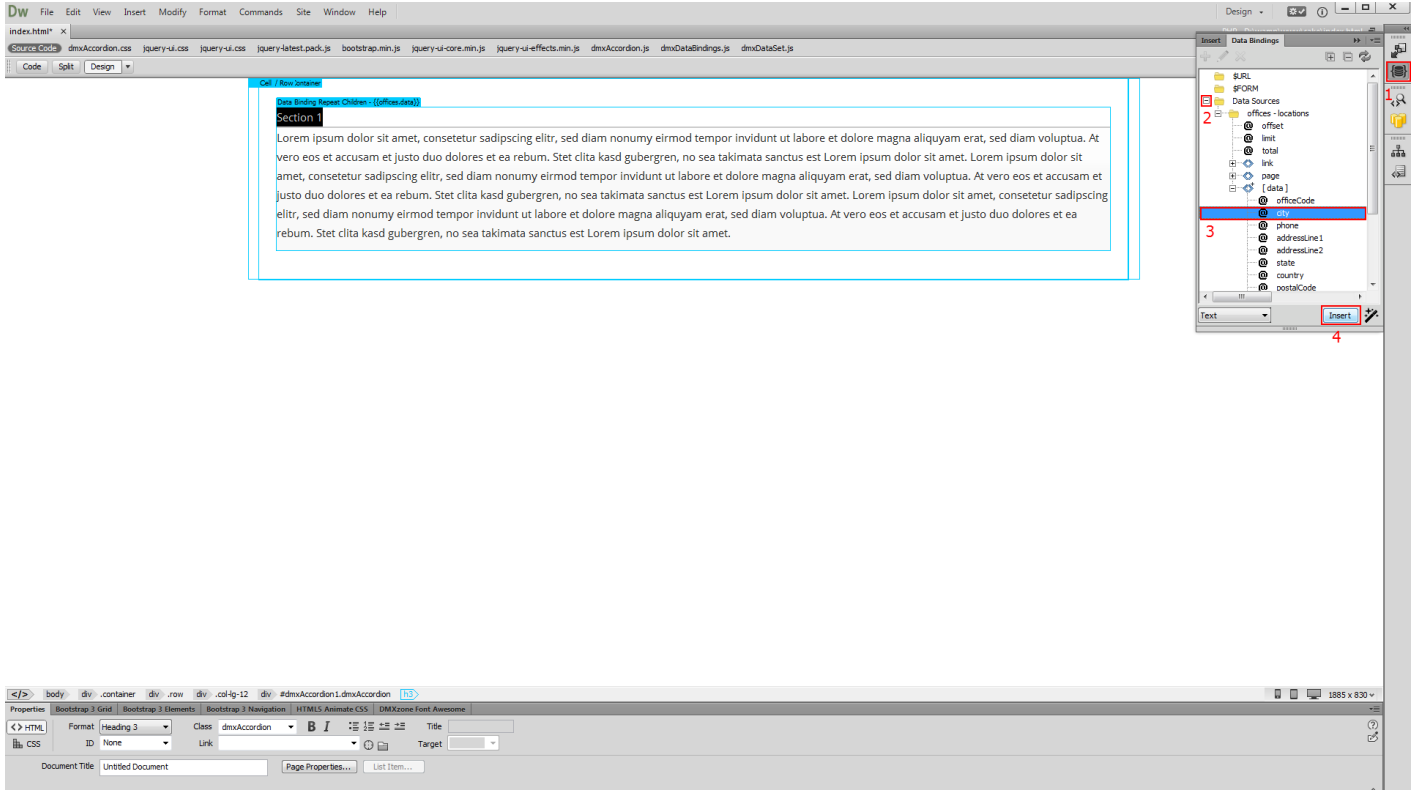 Dw File Edit View Insert Modify Format Commands Site Window Help Design
index.html* ×
Source Code dmxAccordion.css jquery-ui.css jquery-ui.css jquery-latest.pack.js bootstrap.min.js jquery-ui-core.min.js jquery-ui-effects.min.js dmxAccordion.js dmxDataBindings.js dmxDataSet.js
Code Split Design
Cell / Row
Data Binding Repeat Children - {{offices.data}}
Section 1
Lorem ipsum dolor sit amet, consetetur sadipscing elitr, sed diam nonumy eirmod tempor invidunt ut labore et dolore magna aliquyam erat, sed diam voluptua. At
vero eos et accusam et justo duo dolores et ea rebum. Stet clita kasd gubergren, no sea takimata sanctus est Lorem ipsum dolor sit amet. Lorem ipsum dolor sit
amet, consetetur sadipscing elitr, sed diam nonumy eirmod tempor invidunt ut labore et dolore magna aliquyam erat, sed diam voluptua. At vero eos et accusam et
justo duo dolores et ea rebum. Stet clita kasd gubergren, no sea takimata sanctus est Lorem ipsum dolor sit amet. Lorem ipsum dolor sit amet, consetetur sadipscing
elitr, sed diam nonumy eirmod tempor invidunt ut labore et dolore magna aliquyam erat, sed diam voluptua. At vero eos et accusam et justo duo dolores et ea
rebum. Stet clita kasd gubergren, no sea takimata sanctus est Lorem ipsum dolor sit amet.
Insert Data Bindings
$URL
$FORM
1
Data Sources
2
offices - locations
offset
limit
total
link
page
[ data ]
officeCode
city
phone
3
addressLine1
addressLine2
state
country
postalCode
Text Insert
4
</> body div .container div .row div .col-lg-12 div #dmxAccordion1.dmxAccordion h3 1885 x 830
Properties Bootstrap 3 Grid Bootstrap 3 Elements Bootstrap 3 Navigation HTML5 Animate CSS DMXzone Font Awesome
<> HTML Format Heading 3 Class dmxAccordion B I Title
CSS ID None Link Target
Document Title Untitled Document Page Properties... List Item...